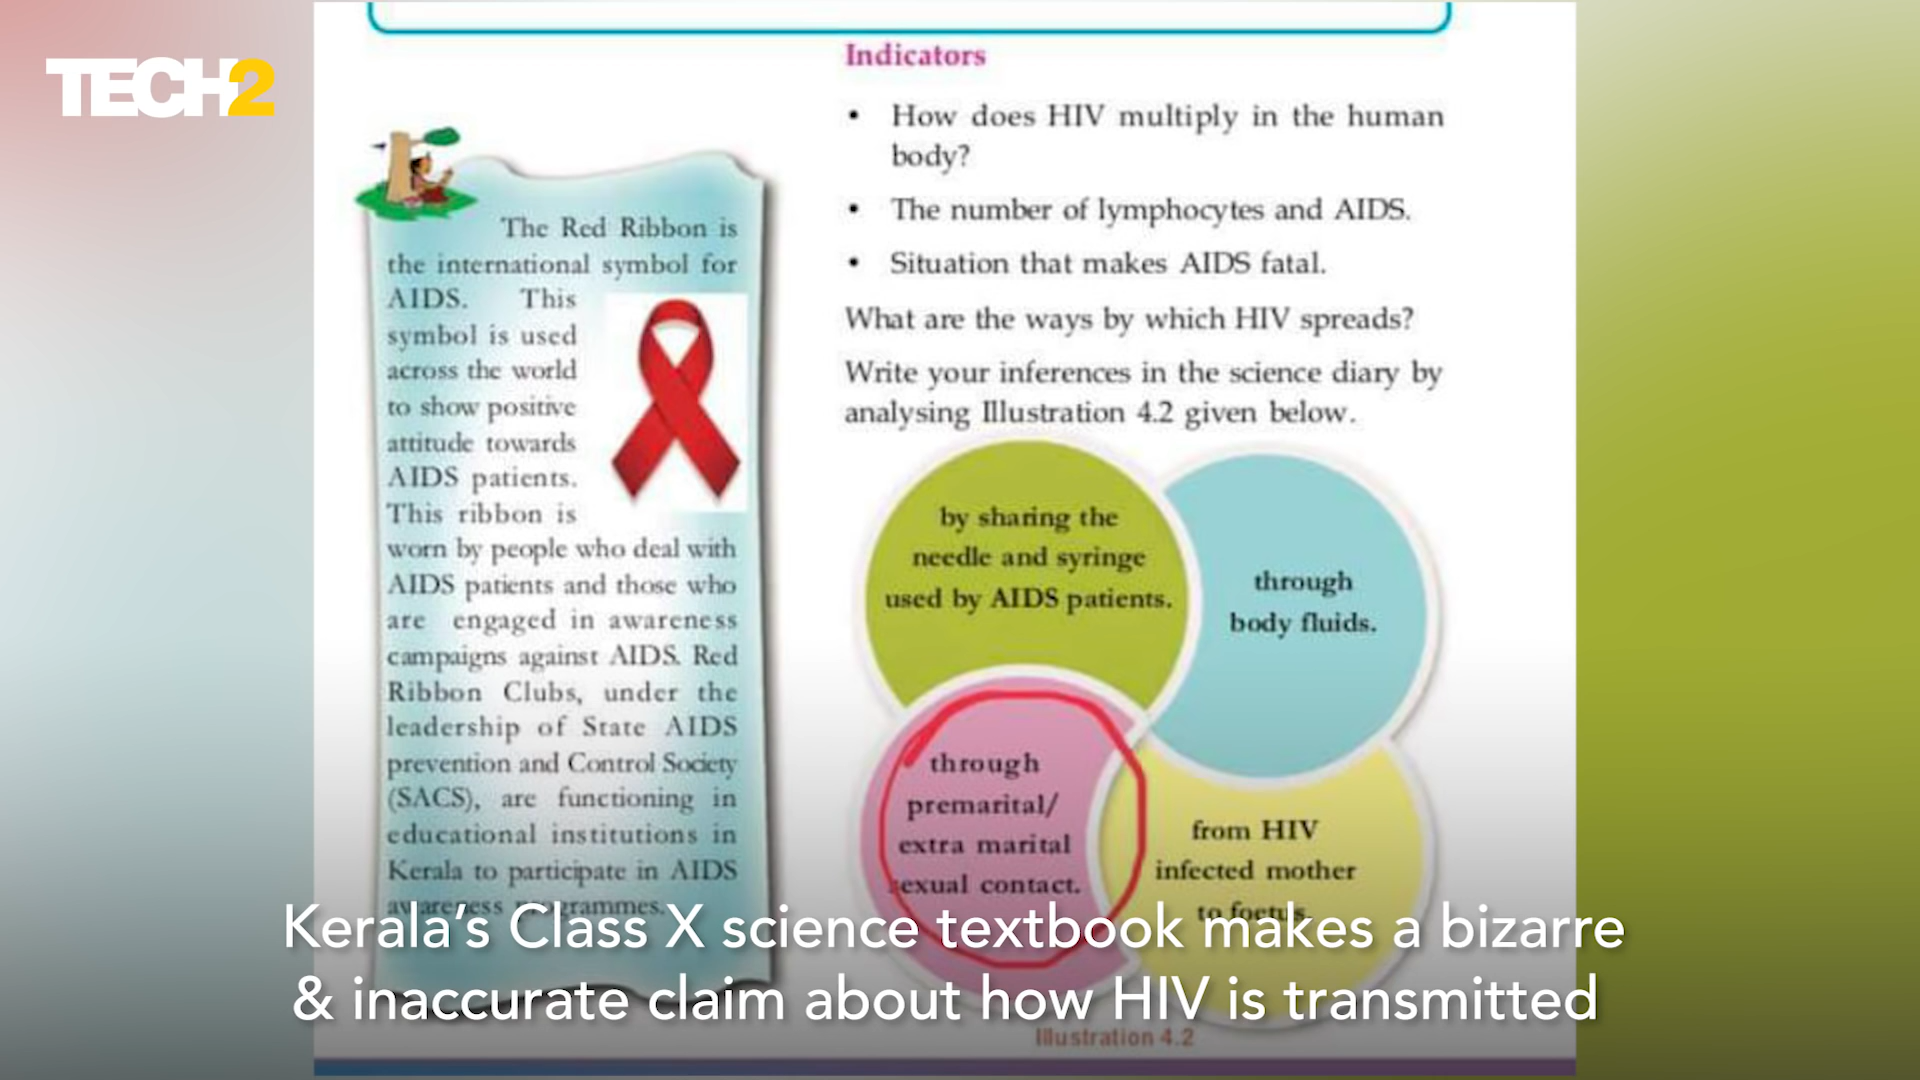 TECH2
Indicators
• How does HIV multiply in the human
body?
• The number of lymphocytes and AIDS.
• Situation that makes AIDS fatal.
What are the ways by which HIV spreads?
Write your inferences in the science diary by
analysing Illustration 4.2 given below.
The Red Ribbon is
the international symbol for
AIDS. This
symbol is used
across the world
to show positive
attitude towards
AIDS patients.
This ribbon is
worn by people who deal with
AIDS patients and those who
are engaged in awareness
campaigns against AIDS. Red
Ribbon Clubs, under the
leadership of State AIDS
prevention and Control Society
(SACS), are functioning in
educational institutions in
Kerala to participate in AIDS
awareness programmes.
by sharing the
needle and syringe
used by AIDS patients.
through
body fluids.
through
premarital/
extra marital
sexual contact.
from HIV
infected mother
to foetus.
Kerala’s Class X science textbook makes a bizarre
& inaccurate claim about how HIV is transmitted
Illustration 4.2